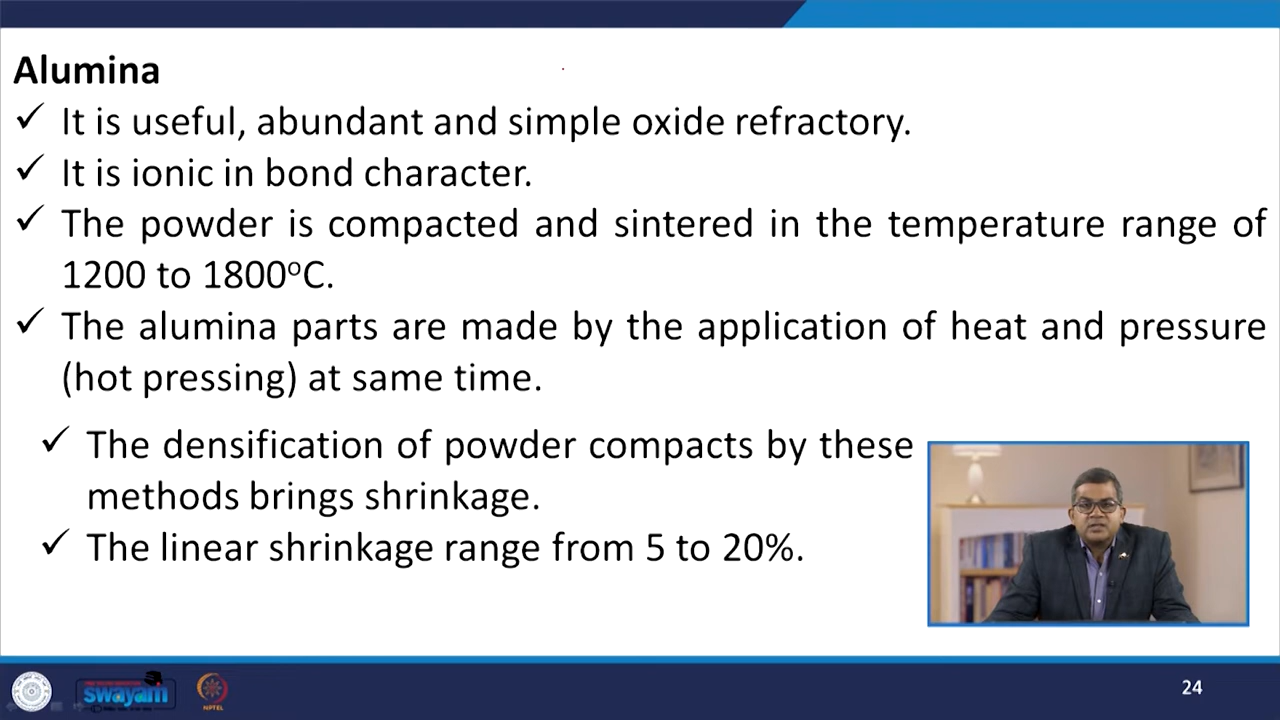 Alumina
✓ It is useful, abundant and simple oxide refractory.
✓ It is ionic in bond character.
✓ The powder is compacted and sintered in the temperature range of
1200 to 1800°C.
✓ The alumina parts are made by the application of heat and pressure
(hot pressing) at same time.
✓ The densification of powder compacts by these
methods brings shrinkage.
✓ The linear shrinkage range from 5 to 20%.
swayam
NPTEL
24